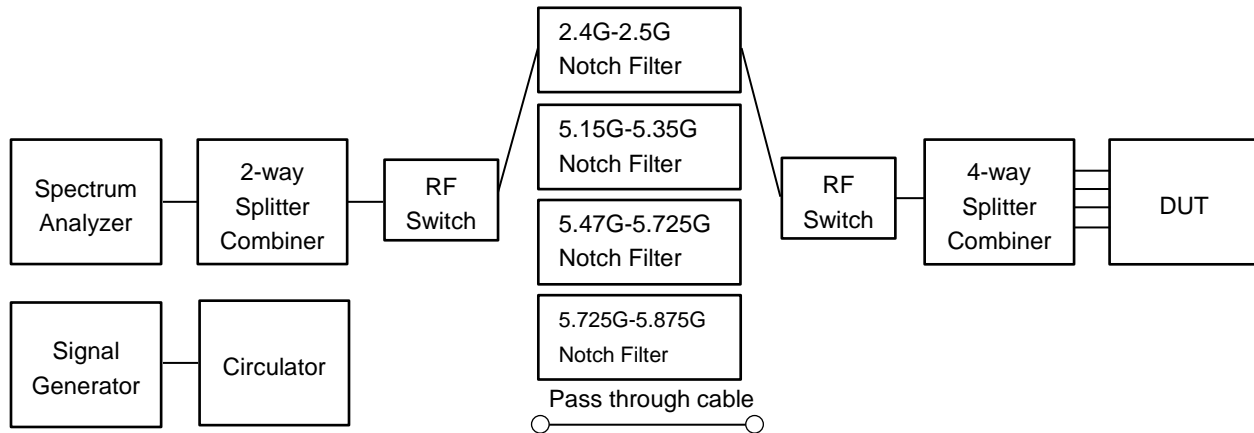 2.4G-2.5G
Notch Filter
5.15G-5.35G
Notch Filter
5.47G-5.725G
Notch Filter
5.725G-5.875G
Notch Filter
Pass through cable
Spectrum
Analyzer
2-way
Splitter
Combiner
RF
Switch
RF
Switch
4-way
Splitter
Combiner
DUT
Signal
Generator
Circulator